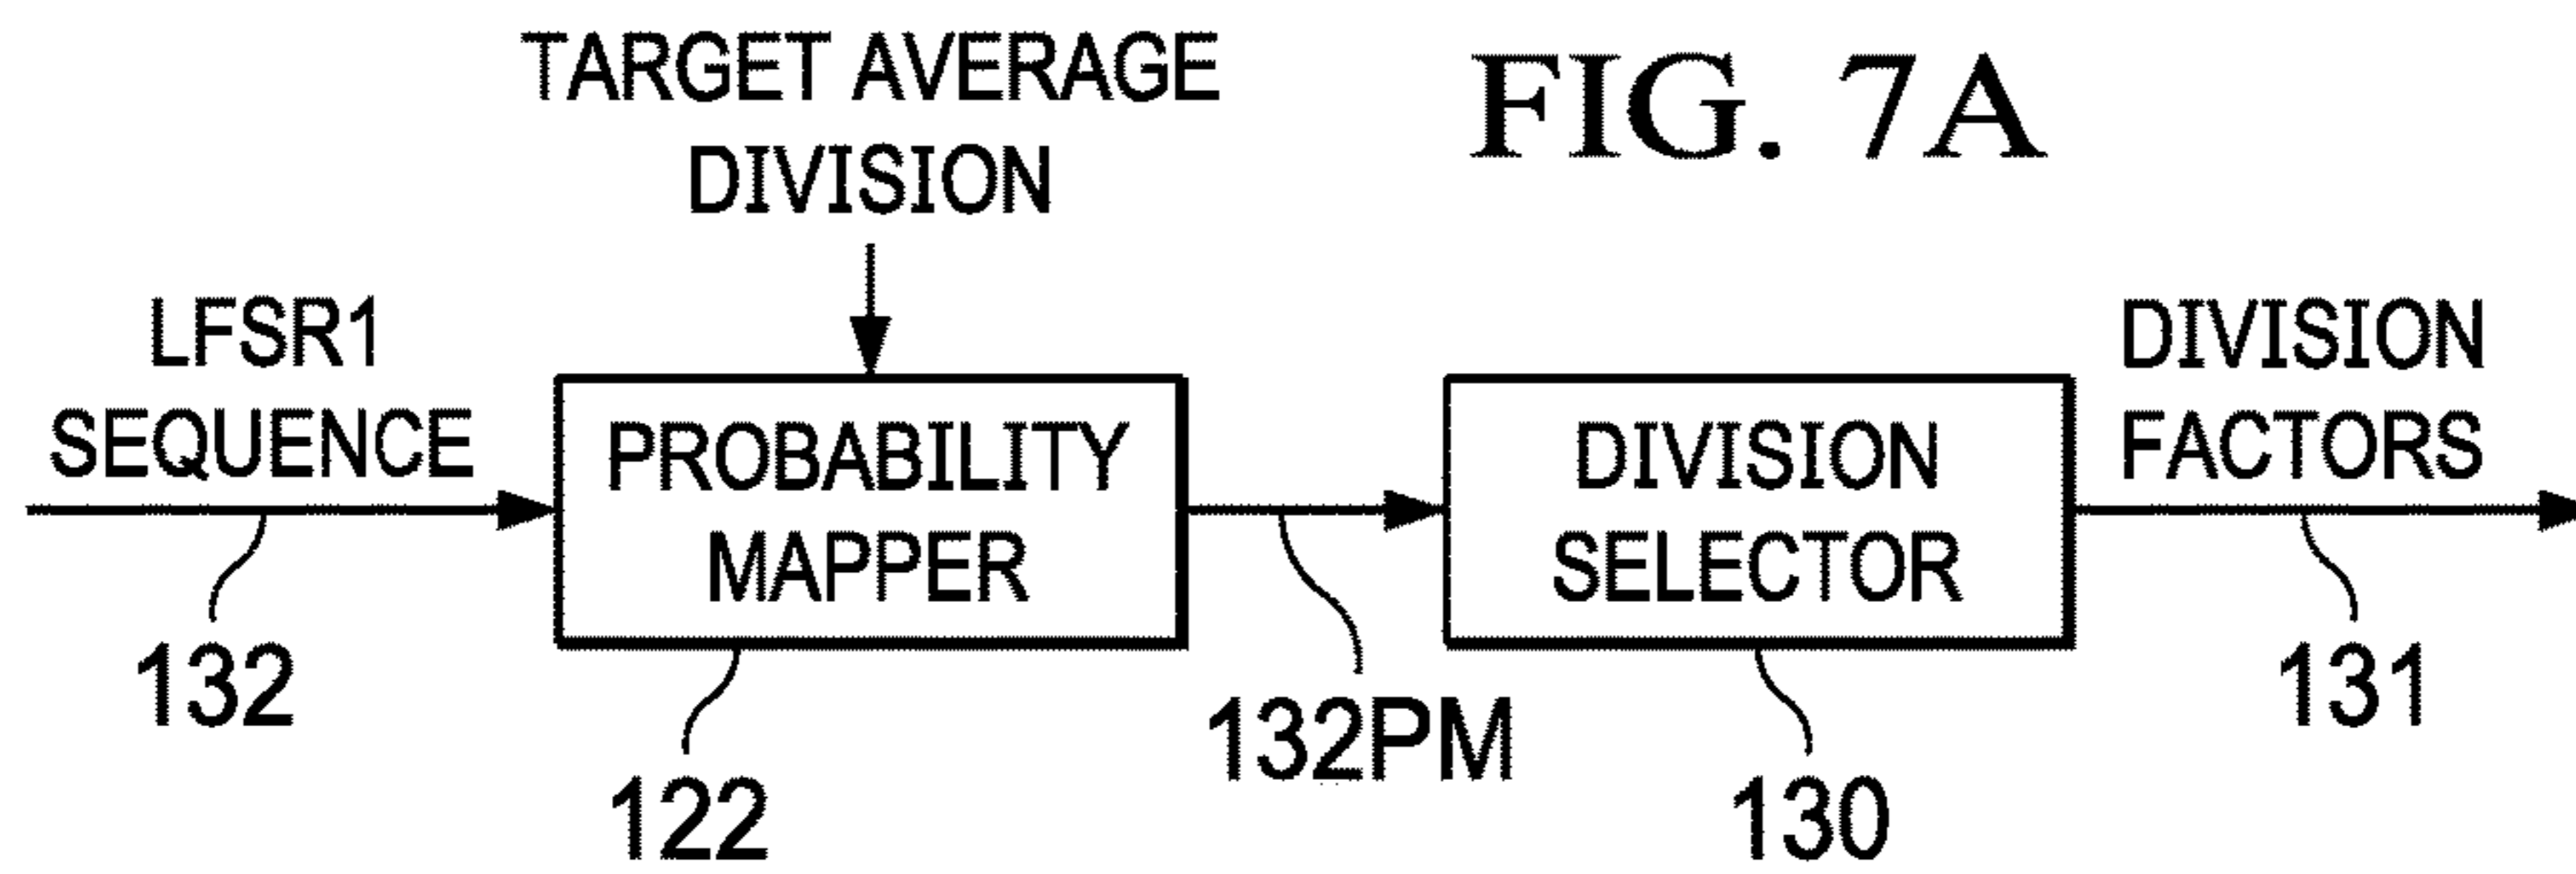 TARGET AVERAGE
DIVISION
FIG. 7A
LFSR1
SEQUENCE
PROBABILITY
MAPPER
DIVISION
SELECTOR
DIVISION
FACTORS
132
122
132PM
130
131